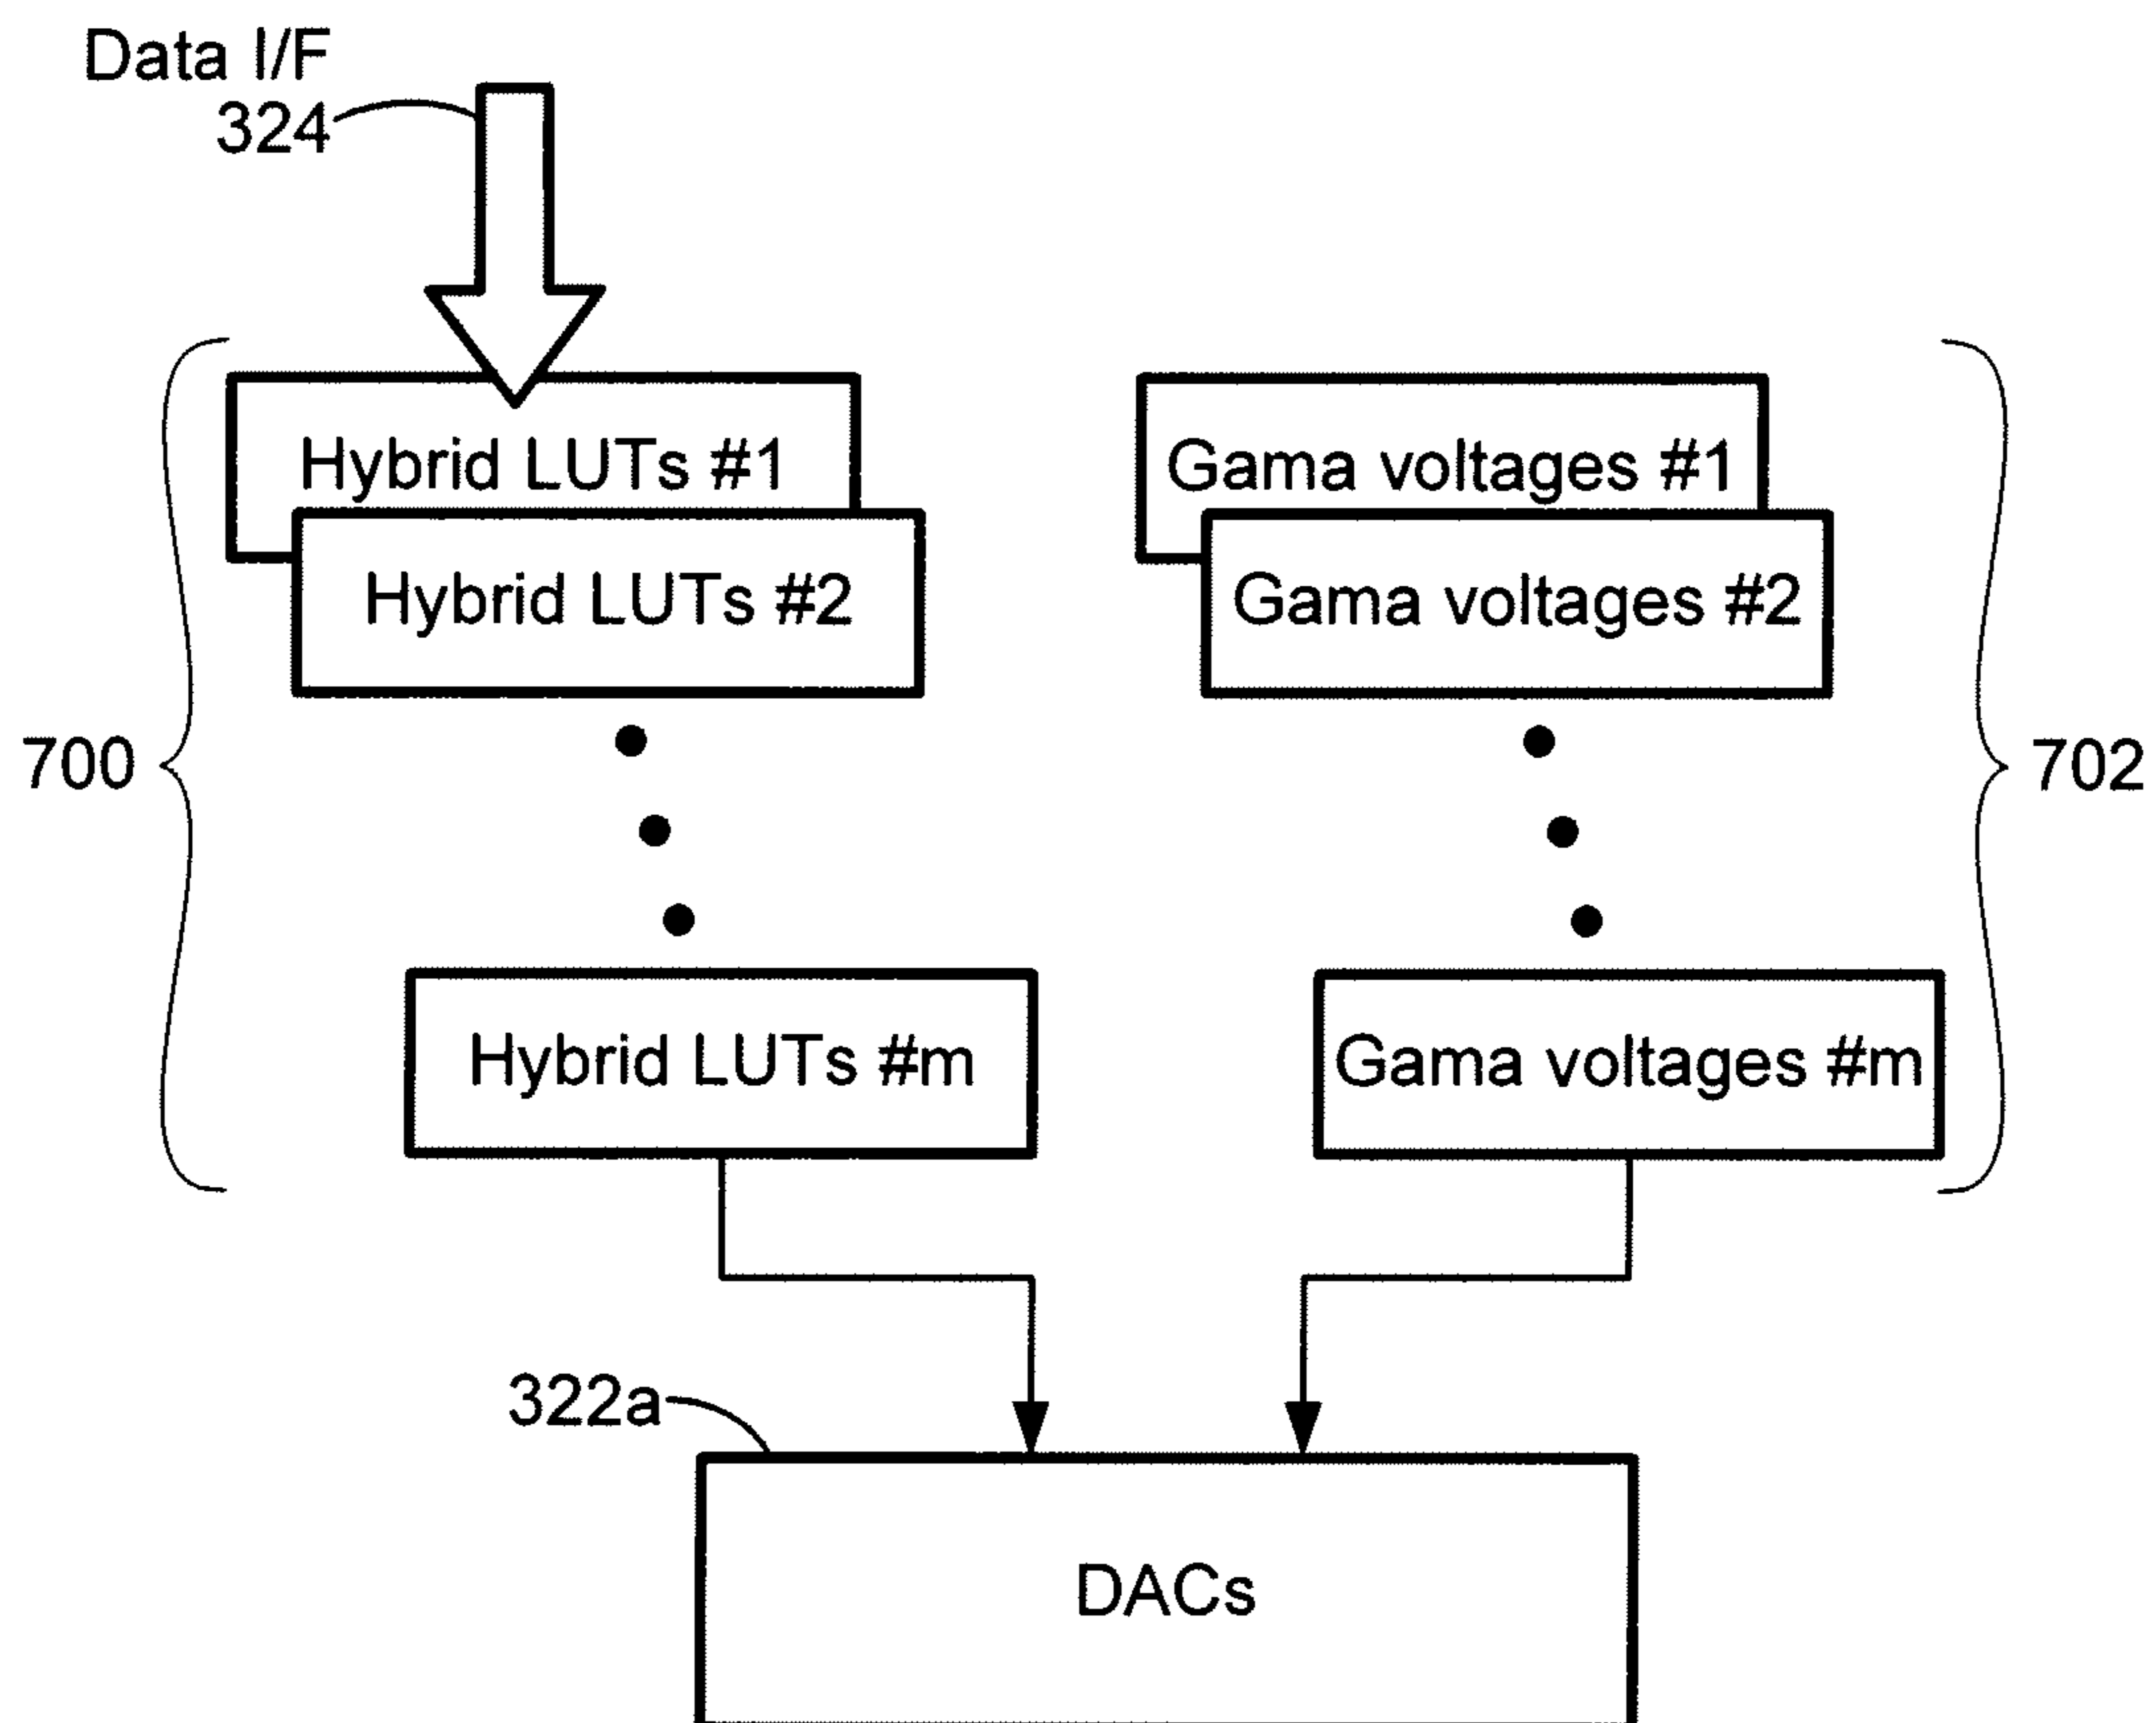 Data I/F
324
Hybrid LUTs #1
Gama voltages #1
Hybrid LUTs #2
Gama voltages #2
700
702
Hybrid LUTs #m
Gama voltages #m
322a
DACs